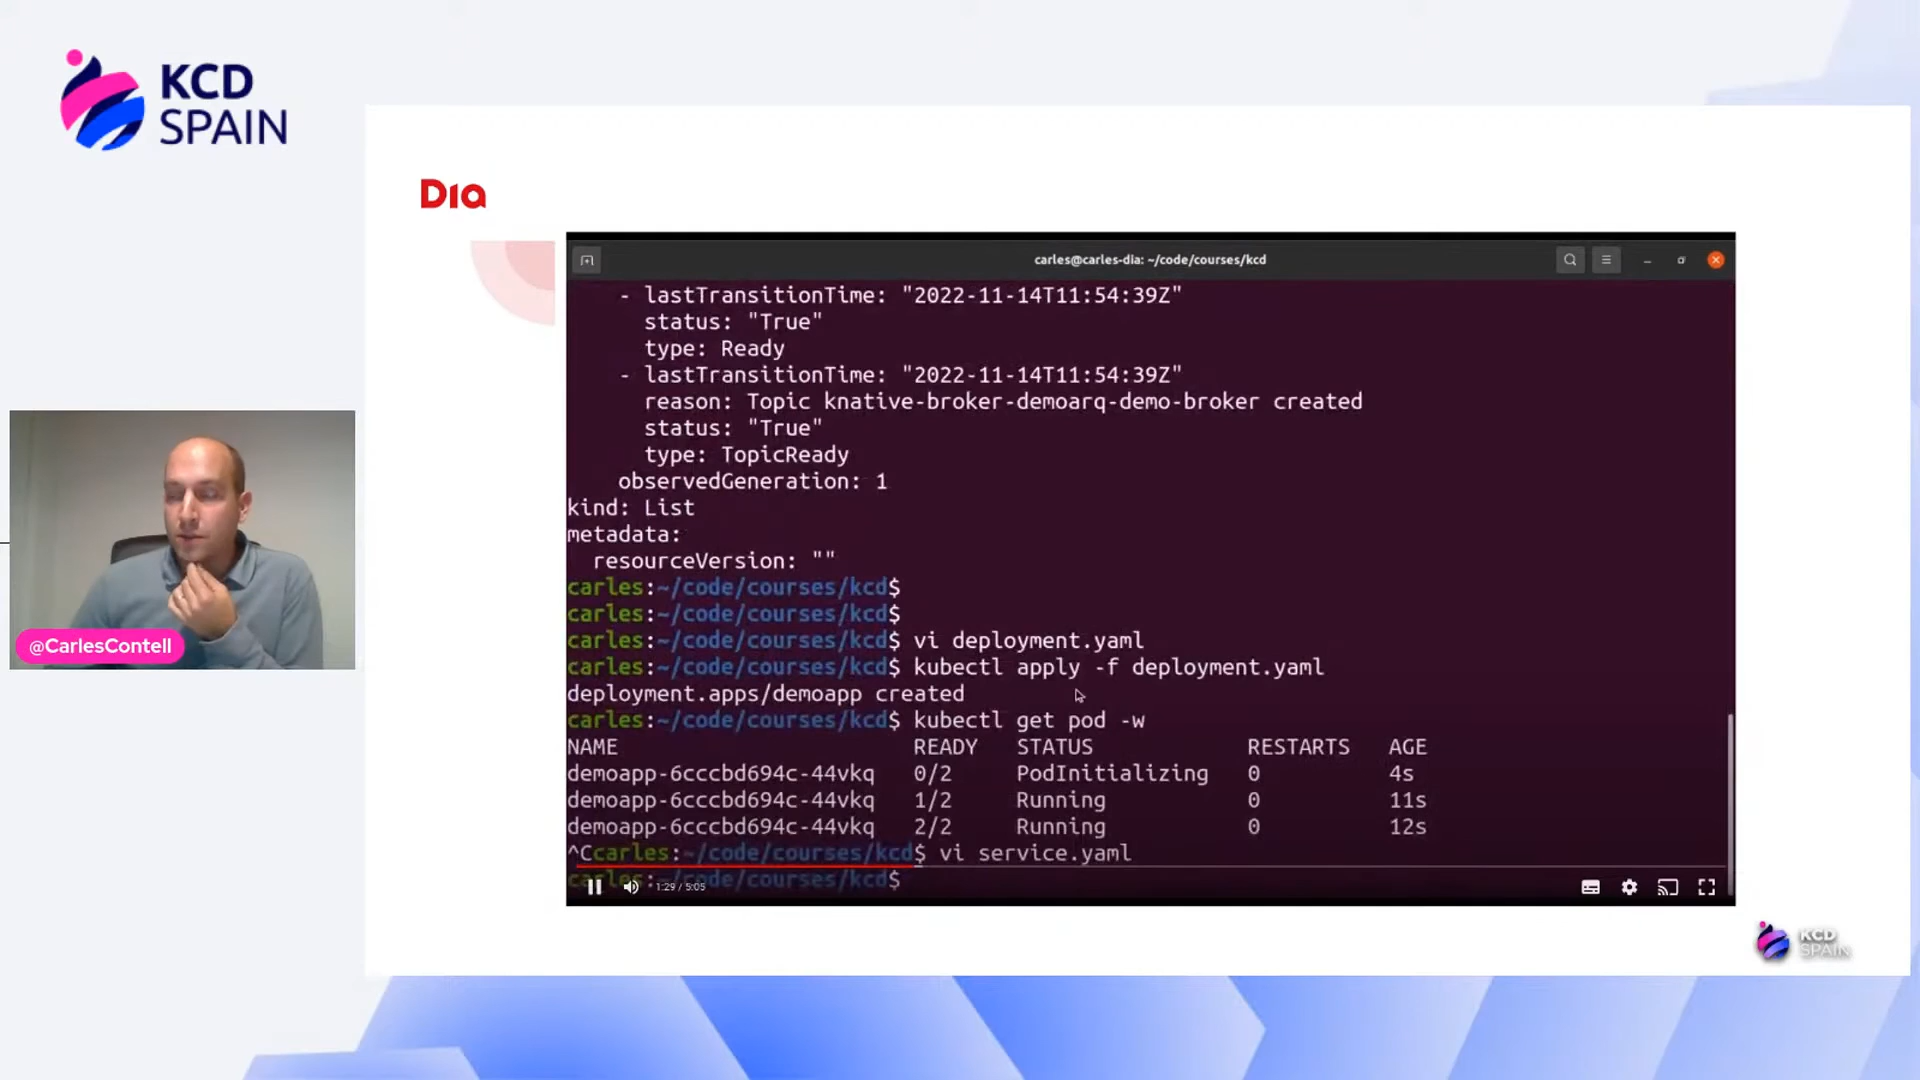 KCD
SPAIN
Dia
carles@carles-dia: ~/code/courses/kcd
- lastTransitionTime: "2022-11-14T11:54:39Z"
status: "True"
type: Ready
- lastTransitionTime: "2022-11-14T11:54:39Z"
reason: Topic knative-broker-demoarq-demo-broker created
status: "True"
type: TopicReady
observedGeneration: 1
kind: List
metadata:
resourceVersion: ""
carles:~/code/courses/kcd$
carles:~/code/courses/kcd$
carles:~/code/courses/kcd$ vi deployment.yaml
carles:~/code/courses/kcd$ kubectl apply -f deployment.yaml
deployment.apps/demoapp created
carles:~/code/courses/kcd$ kubectl get pod -w
NAME READY STATUS RESTARTS AGE
demoapp-6cccbd694c-44vkq 0/2 PodInitializing 0 4s
demoapp-6cccbd694c-44vkq 1/2 Running 0 11s
demoapp-6cccbd694c-44vkq 2/2 Running 0 12s
^Ccarles:~/code/courses/kcd$ vi service.yaml
carles:~/code/courses/kcd$
1:29 / 5:05
@CarlesContell
KCD
SPAIN